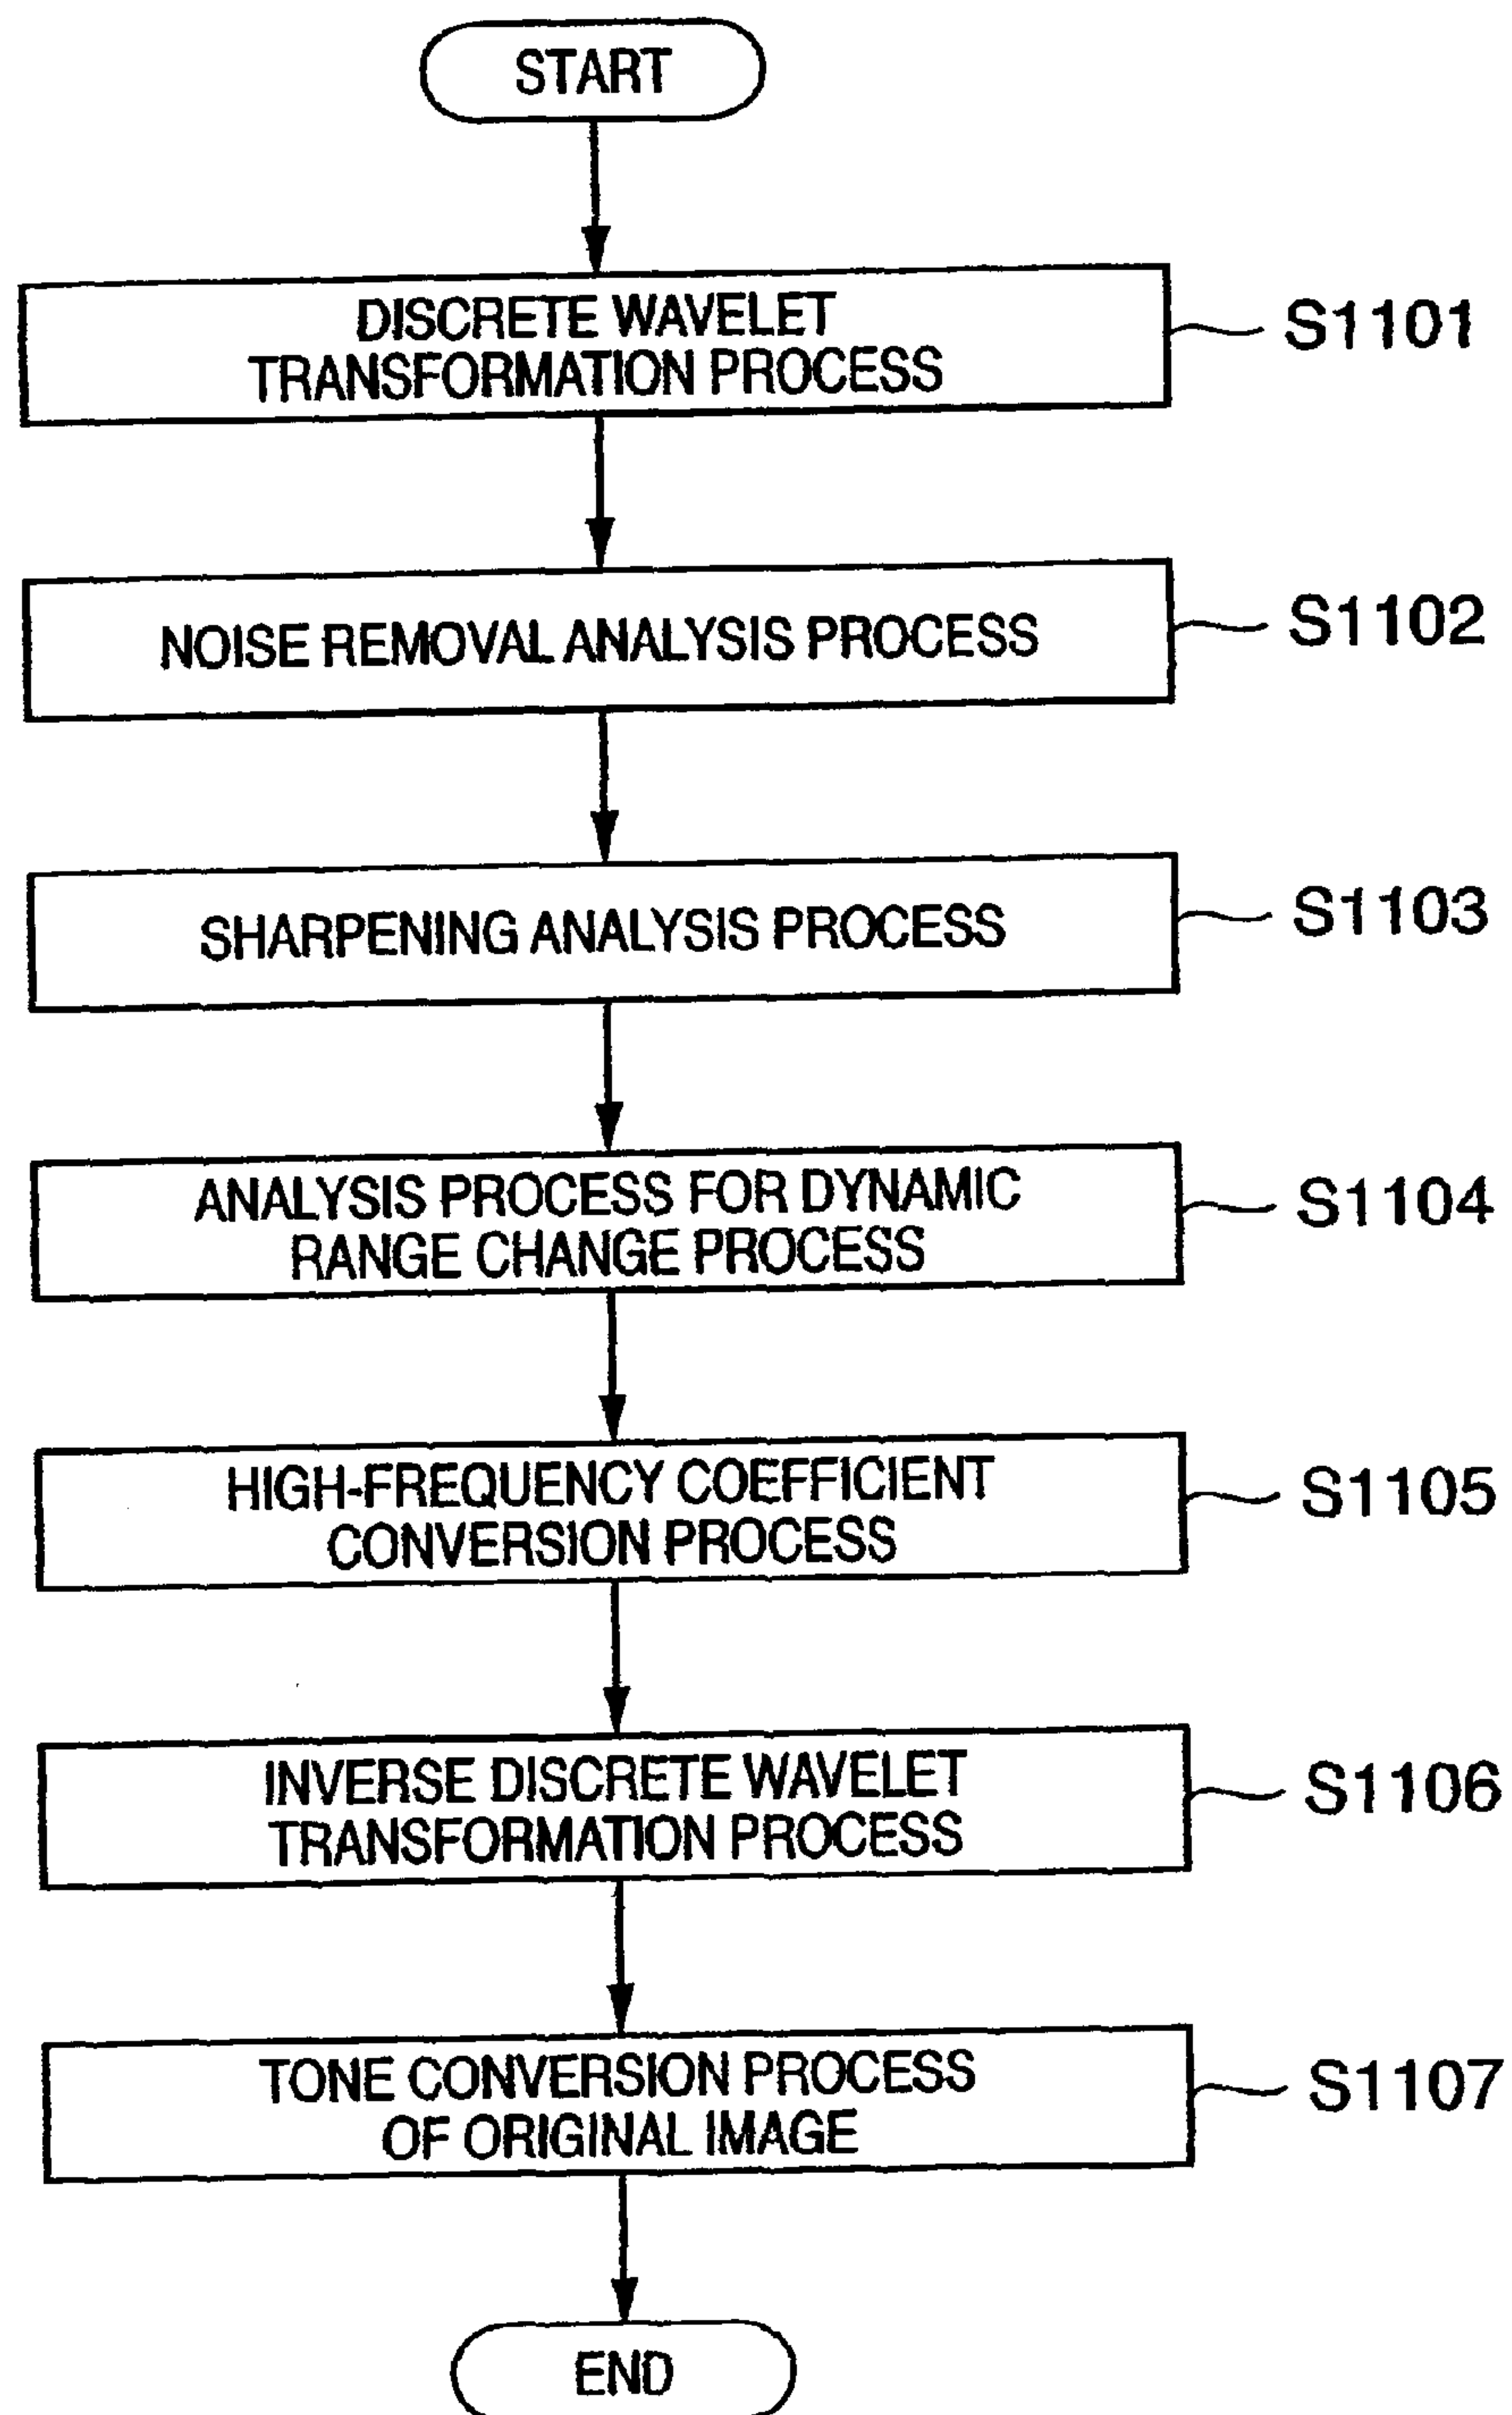 START
DISCRETE WAVELET
TRANSFORMATION PROCESS
S1101
NOISE REMOVAL ANALYSIS PROCESS
S1102
SHARPENING ANALYSIS PROCESS
S1103
ANALYSIS PROCESS FOR DYNAMIC
RANGE CHANGE PROCESS
S1104
HIGH-FREQUENCY COEFFICIENT
CONVERSION PROCESS
S1105
INVERSE DISCRETE WAVELET
TRANSFORMATION PROCESS
S1106
TONE CONVERSION PROCESS
OF ORIGINAL IMAGE
S1107
END